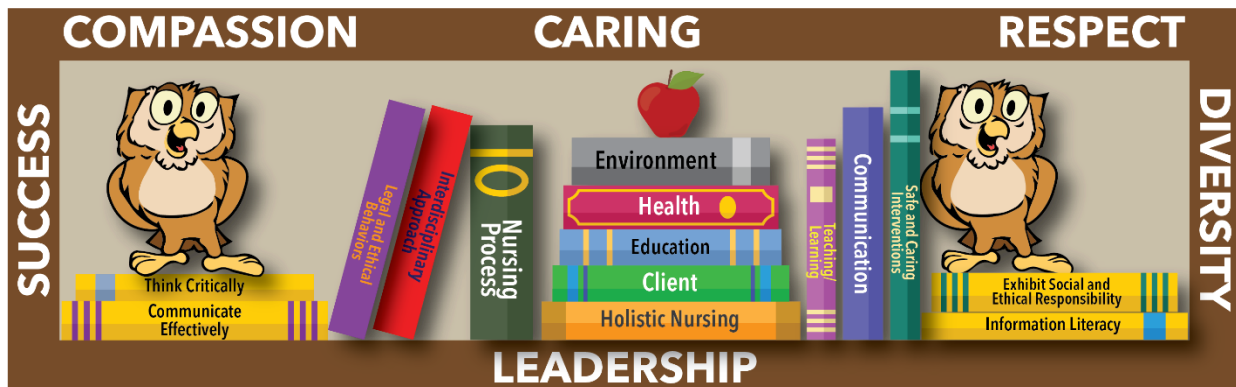 COMPASSION
CARING
RESPECT
SUCCESS
Think Critically
Communicate
Effectively
Legal and Ethical
Behaviors
Interdisciplinary
Approach
Nursing
Process
Environment
Health
Education
Client
Holistic Nursing
Teaching/
Learning
Communication
Safe and Caring
Interventions
Exhibit Social and
Ethical Responsibility
Information Literacy
DIVERSITY
LEADERSHIP